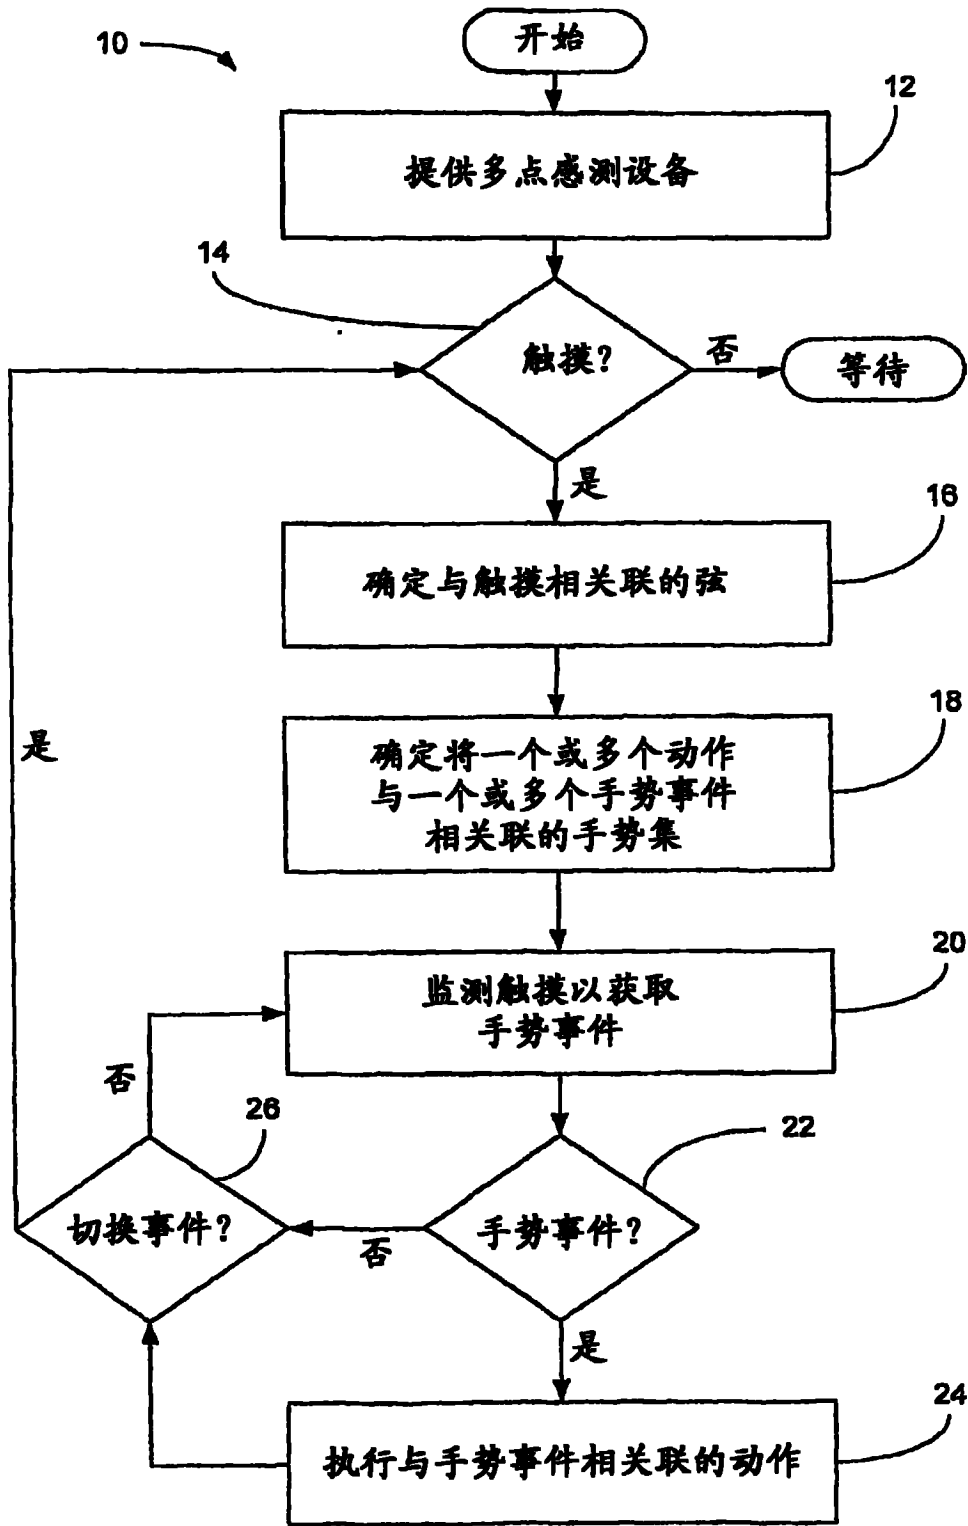 开始
10
12
提供多点感测设备
14
触摸？
否
等待
是
16
确定与触摸相关联的弦
18
确定将一个或多个动作
与一个或多个手势事件
相关联的手势集
是
20
监测触摸以获取
手势事件
否
26
22
切换事件？
否
手势事件？
是
24
执行与手势事件相关联的动作